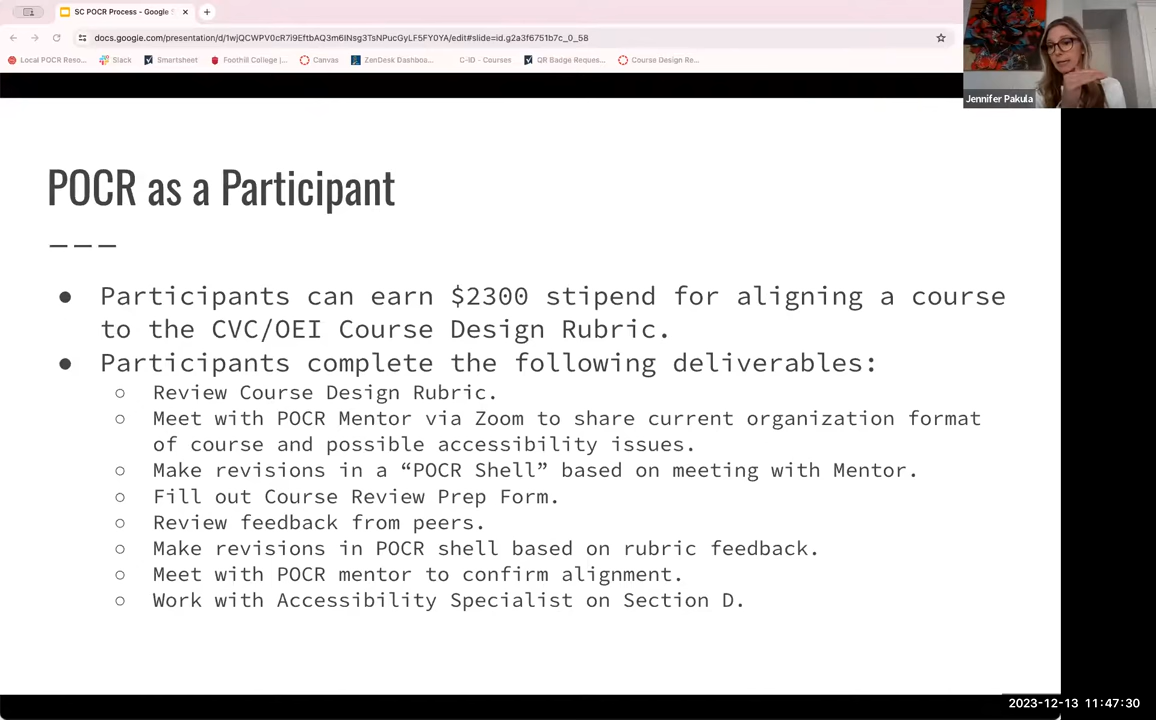 SC POCR Process - Google S
docs.google.com/presentation/d/1wjQCWPV0cR7i9EftbAQ3m6INsg3TsNPucGyLF5FY0YA/edit#slide=id.g2a3f6751b7c_0_58
Local POCR Reso...
Slack
Smartsheet
Foothill College |...
Canvas
ZenDesk Dashboa...
C-ID - Courses
QR Badge Reques...
Course Design Re...
Jennifer Pakula
POCR as a Participant
● Participants can earn $2300 stipend for aligning a course
to the CVC/OEI Course Design Rubric.
● Participants complete the following deliverables:
○ Review Course Design Rubric.
○ Meet with POCR Mentor via Zoom to share current organization format
of course and possible accessibility issues.
○ Make revisions in a “POCR Shell” based on meeting with Mentor.
○ Fill out Course Review Prep Form.
○ Review feedback from peers.
○ Make revisions in POCR shell based on rubric feedback.
○ Meet with POCR mentor to confirm alignment.
○ Work with Accessibility Specialist on Section D.
2023-12-13 11:47:30